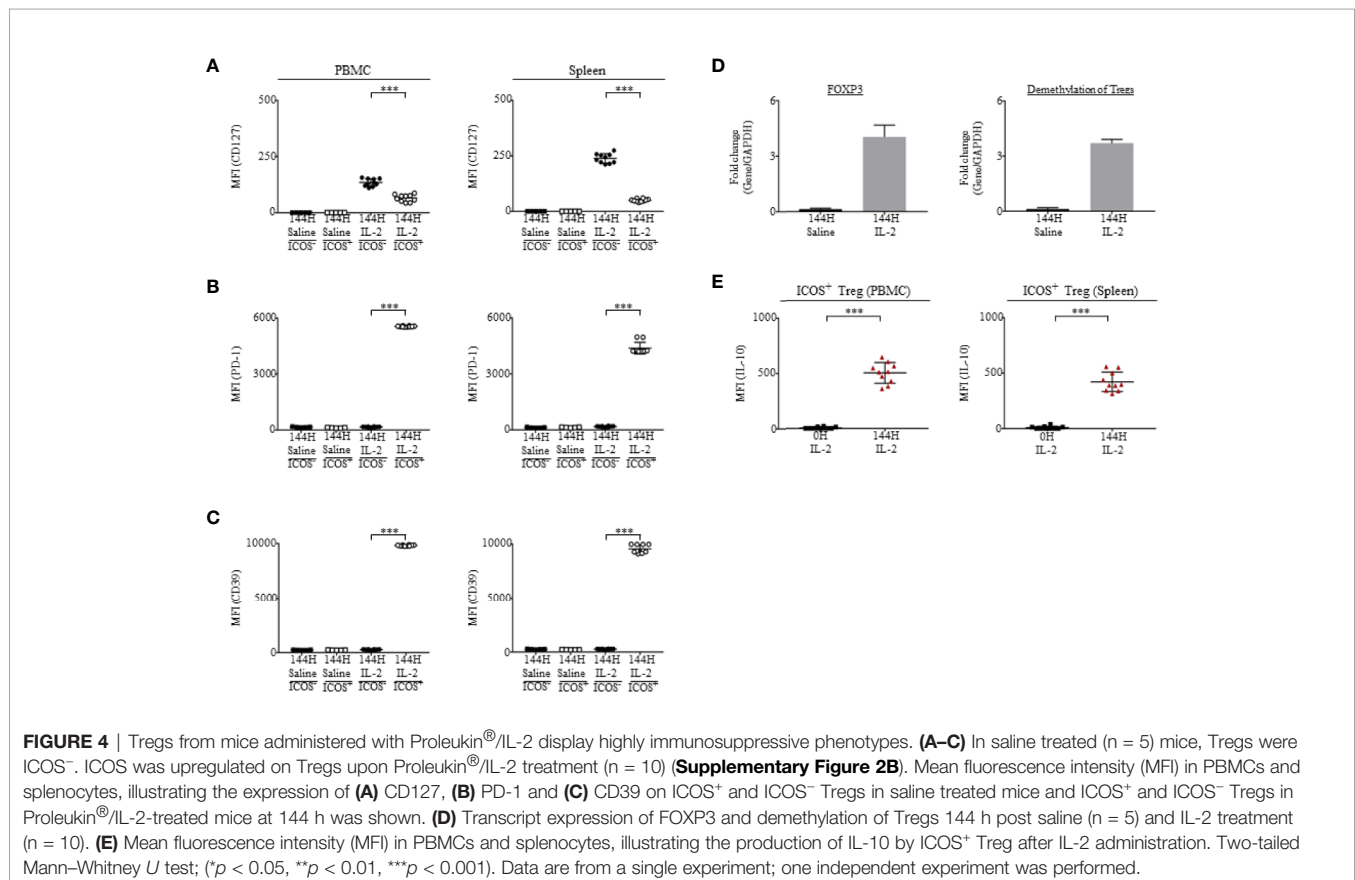 A
PBMC
Spleen
***
***
500
250
0
MFI (CD127)
500
250
0
MFI (CD127)
144H 144H 144H 144H
Saline Saline IL-2 IL-2
ICOS⁻ ICOS⁺ ICOS⁻ ICOS⁺
144H 144H 144H 144H
Saline Saline IL-2 IL-2
ICOS⁻ ICOS⁺ ICOS⁻ ICOS⁺
B
***
***
6000
3000
0
MFI (PD-1)
6000
3000
0
MFI (PD-1)
144H 144H 144H 144H
Saline Saline IL-2 IL-2
ICOS⁻ ICOS⁺ ICOS⁻ ICOS⁺
144H 144H 144H 144H
Saline Saline IL-2 IL-2
ICOS⁻ ICOS⁺ ICOS⁻ ICOS⁺
C
***
***
10000
5000
0
MFI (CD39)
10000
5000
0
MFI (CD39)
144H 144H 144H 144H
Saline Saline IL-2 IL-2
ICOS⁻ ICOS⁺ ICOS⁻ ICOS⁺
144H 144H 144H 144H
Saline Saline IL-2 IL-2
ICOS⁻ ICOS⁺ ICOS⁻ ICOS⁺
D
FOXP3
Demethylation of Tregs
6
3
0
Fold change
(Gene/GAPDH)
6
3
0
Fold change
(Gene/GAPDH)
144H 144H
Saline IL-2
144H 144H
Saline IL-2
E
ICOS⁺ Treg (PBMC)
ICOS⁺ Treg (Spleen)
***
***
1000
500
0
MFI (IL-10)
1000
500
0
MFI (IL-10)
0H 144H
IL-2 IL-2
0H 144H
IL-2 IL-2
FIGURE 4 | Tregs from mice administered with Proleukin®/IL-2 display highly immunosuppressive phenotypes. (A–C) In saline treated (n = 5) mice, Tregs were
ICOS⁻. ICOS was upregulated on Tregs upon Proleukin®/IL-2 treatment (n = 10) (Supplementary Figure 2B). Mean fluorescence intensity (MFI) in PBMCs and
splenocytes, illustrating the expression of (A) CD127, (B) PD-1 and (C) CD39 on ICOS⁺ and ICOS⁻ Tregs in saline treated mice and ICOS⁺ and ICOS⁻ Tregs in
Proleukin®/IL-2-treated mice at 144 h was shown. (D) Transcript expression of FOXP3 and demethylation of Tregs 144 h post saline (n = 5) and IL-2 treatment
(n = 10). (E) Mean fluorescence intensity (MFI) in PBMCs and splenocytes, illustrating the production of IL-10 by ICOS⁺ Treg after IL-2 administration. Two-tailed
Mann–Whitney U test; (*p < 0.05, **p < 0.01, ***p < 0.001). Data are from a single experiment; one independent experiment was performed.